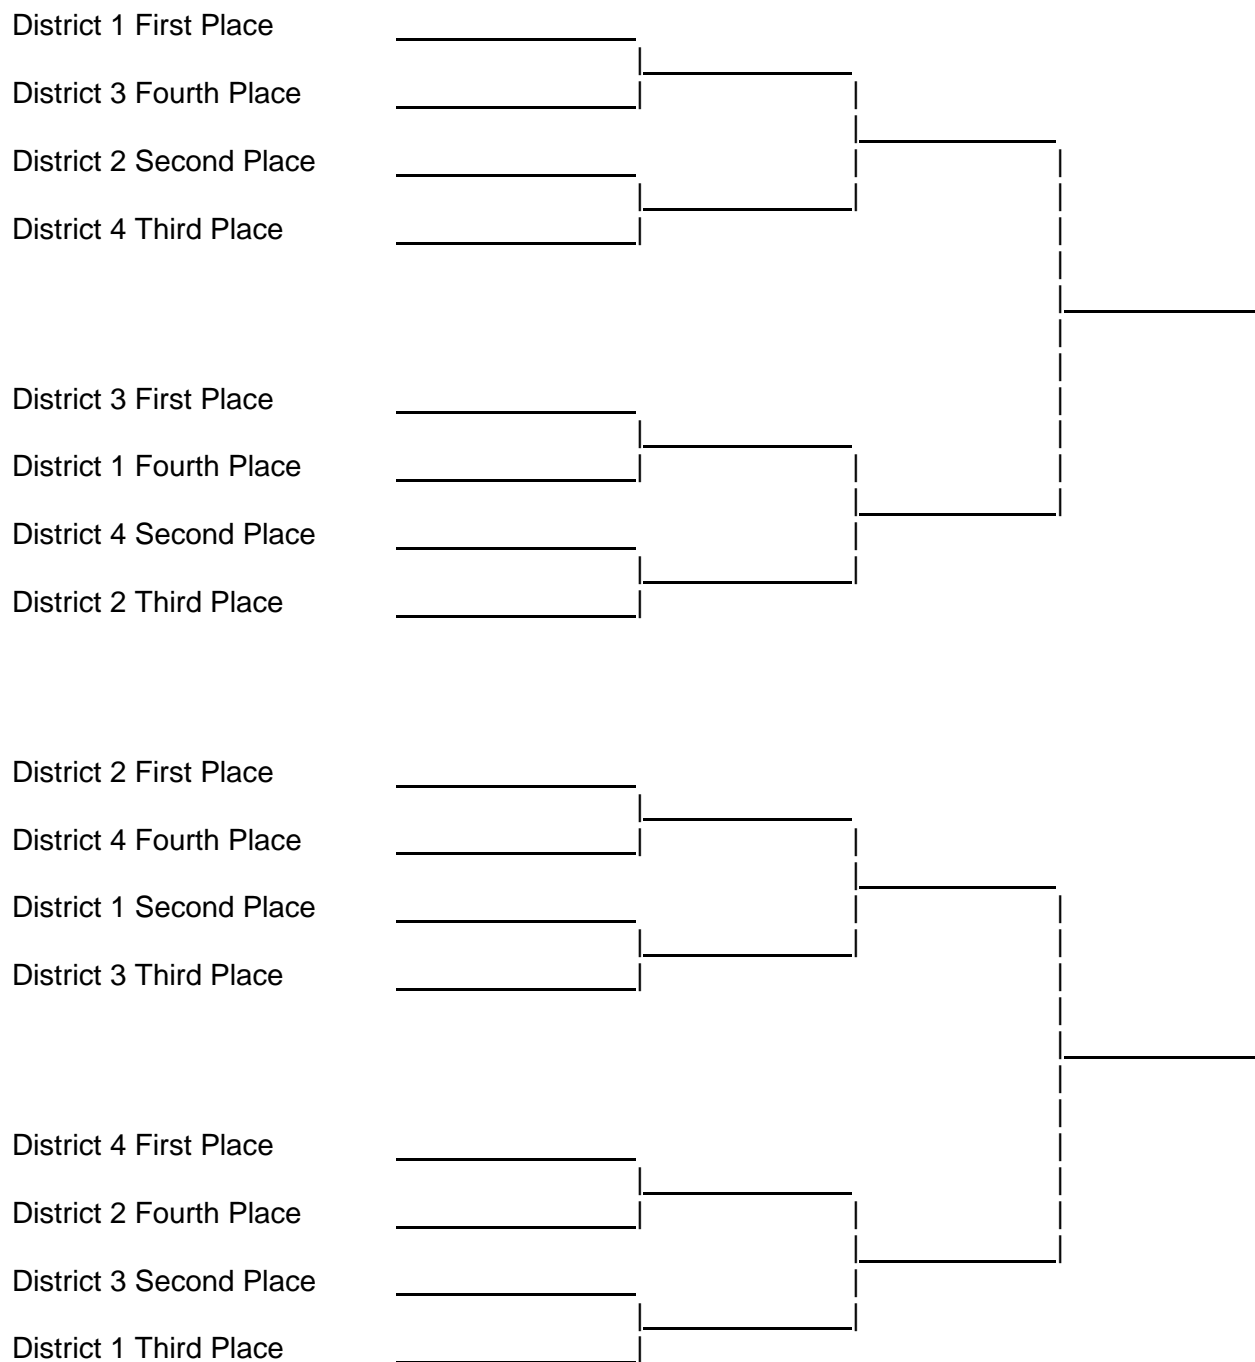 District 1 First Place
District 3 Fourth Place
District 2 Second Place
District 4 Third Place
District 3 First Place
District 1 Fourth Place
District 4 Second Place
District 2 Third Place
District 2 First Place
District 4 Fourth Place
District 1 Second Place
District 3 Third Place
District 4 First Place
District 2 Fourth Place
District 3 Second Place
District 1 Third Place